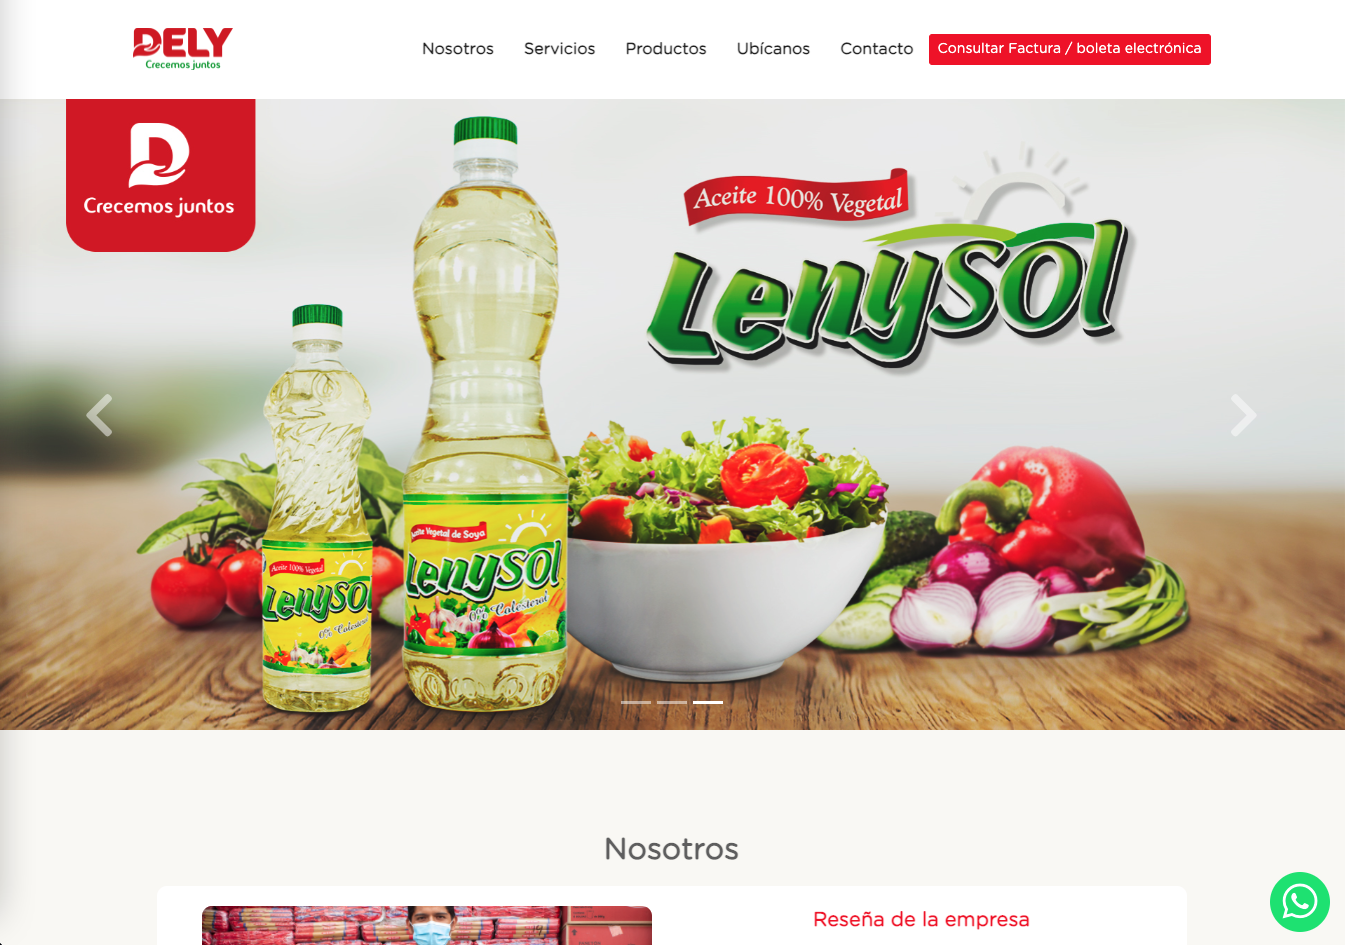 DELY
Crecemos juntos
Nosotros
Servicios
Productos
Ubícanos
Contacto
Consultar Factura / boleta electrónica
D
Crecemos juntos
Aceite 100% Vegetal
Lenysol
Aceite 100% Vegetal
Lenysol
0% Colesterol
Aceite Vegetal de Soya
Lenysol
0% Colesterol
Nosotros
Reseña de la empresa